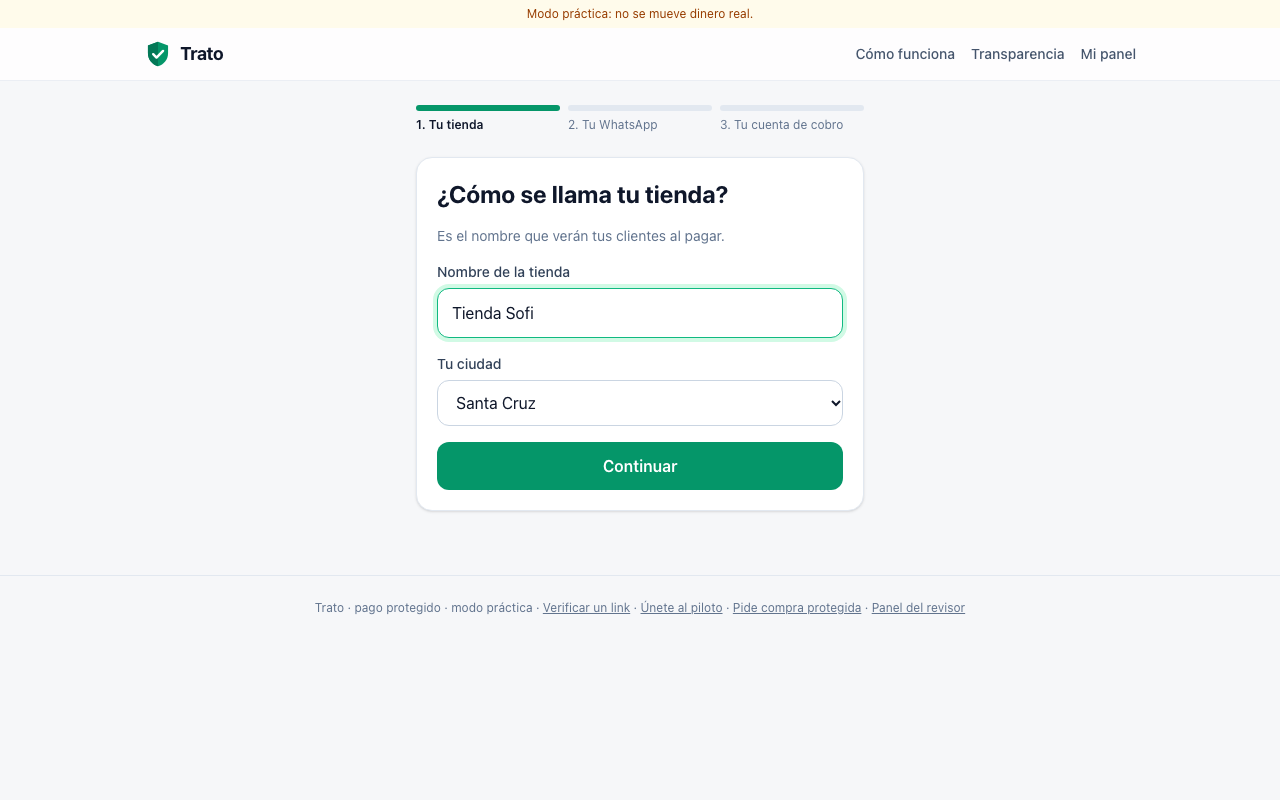 Modo práctica: no se mueve dinero real.
Trato
Cómo funciona Transparencia Mi panel
1. Tu tienda 2. Tu WhatsApp 3. Tu cuenta de cobro
¿Cómo se llama tu tienda?
Es el nombre que verán tus clientes al pagar.
Nombre de la tienda
Tienda Sofi
Tu ciudad
Santa Cruz
Continuar
Trato · pago protegido · modo práctica · Verificar un link · Únete al piloto · Pide compra protegida · Panel del revisor